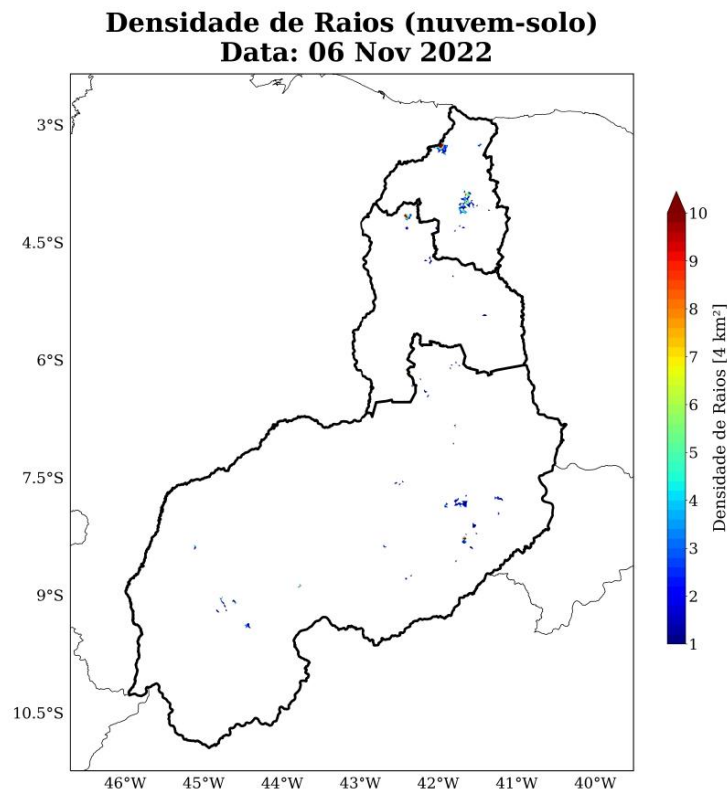 Densidade de Raios (nuvem-solo)
Data: 06 Nov 2022
3°S
4.5°S
6°S
7.5°S
9°S
10.5°S
46°W 45°W 44°W 43°W 42°W 41°W 40°W
10
9
8
7
6
5
4
3
2
1
Densidade de Raios [4 km²]